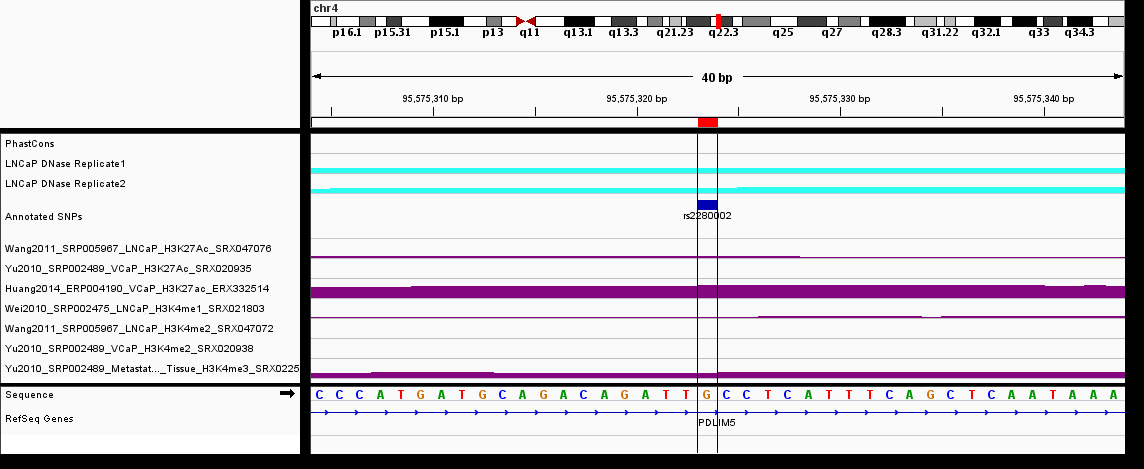 chr4
p16.1 p15.31 p15.1 p13 q11 q13.1 q13.3 q21.23 q22.3 q25 q27 q28.3 q31.22 q32.1 q33 q34.3
40 bp
95,575,310 bp 95,575,320 bp 95,575,330 bp 95,575,340 bp
PhastCons
LNCaP DNase Replicate1
LNCaP DNase Replicate2
Annotated SNPs
rs2280002
Wang2011_SRP005967_LNCaP_H3K27Ac_SRX047076
Yu2010_SRP002489_VCaP_H3K27Ac_SRX020935
Huang2014_ERP004190_VCaP_H3K27ac_ERX332514
Wei2010_SRP002475_LNCaP_H3K4me1_SRX021803
Wang2011_SRP005967_LNCaP_H3K4me2_SRX047072
Yu2010_SRP002489_VCaP_H3K4me2_SRX020938
Yu2010_SRP002489_Metastat..._Tissue_H3K4me3_SRX0225
Sequence C C C A T G A T G C A G A C A G A T T G C C T C A T T T C A G C T C A A T A A A
RefSeq Genes
PDLIM5